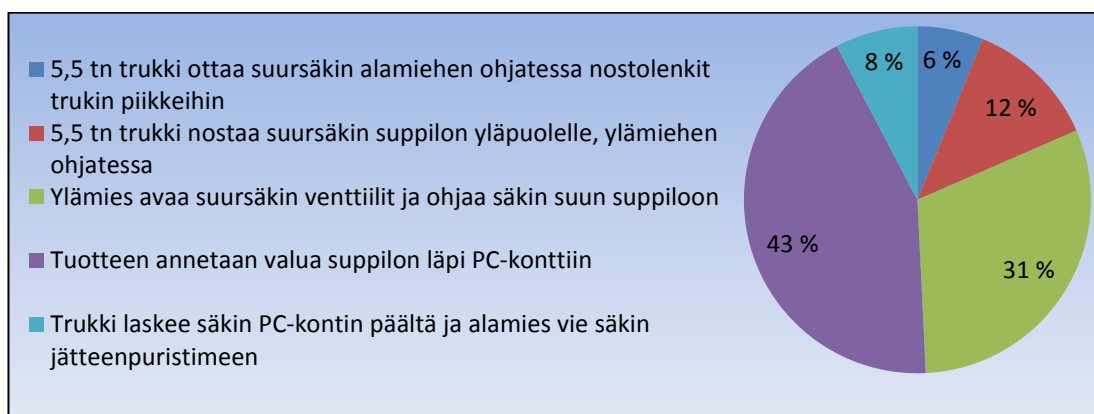 5,5 tn trukki ottaa suursäkin alamiehen ohjatessa nostolenkit
trukin piikkeihin
5,5 tn trukki nostaa suursäkin suppilon yläpuolelle, ylämiehen
ohjatessa
Ylämies avaa suursäkin venttiilit ja ohjaa säkin suun suppiloon
Tuotteen annetaan valua suppilon läpi PC-konttiin
Trukki laskee säkin PC-kontin päältä ja alamies vie säkin
jätteenpuristimeen
6 %
12 %
31 %
43 %
8 %